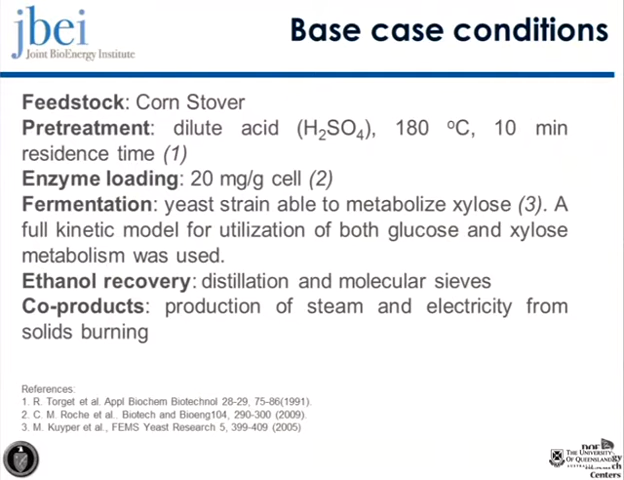 jbei
Joint BioEnergy Institute
Base case conditions
Feedstock: Corn Stover
Pretreatment: dilute acid (H₂SO₄), 180 ºC, 10 min
residence time (1)
Enzyme loading: 20 mg/g cell (2)
Fermentation: yeast strain able to metabolize xylose (3). A
full kinetic model for utilization of both glucose and xylose
metabolism was used.
Ethanol recovery: distillation and molecular sieves
Co-products: production of steam and electricity from
solids burning
References:
1. R. Torget et al. Appl Biochem Biotechnol 28-29, 75-86(1991).
2. C. M. Roche et al.. Biotech and Bioeng104, 290-300 (2009).
3. M. Kuyper et al., FEMS Yeast Research 5, 399-409 (2005)
THE UNIVERSITY
OF QUEENSLAND
AUSTRALIA
Centers